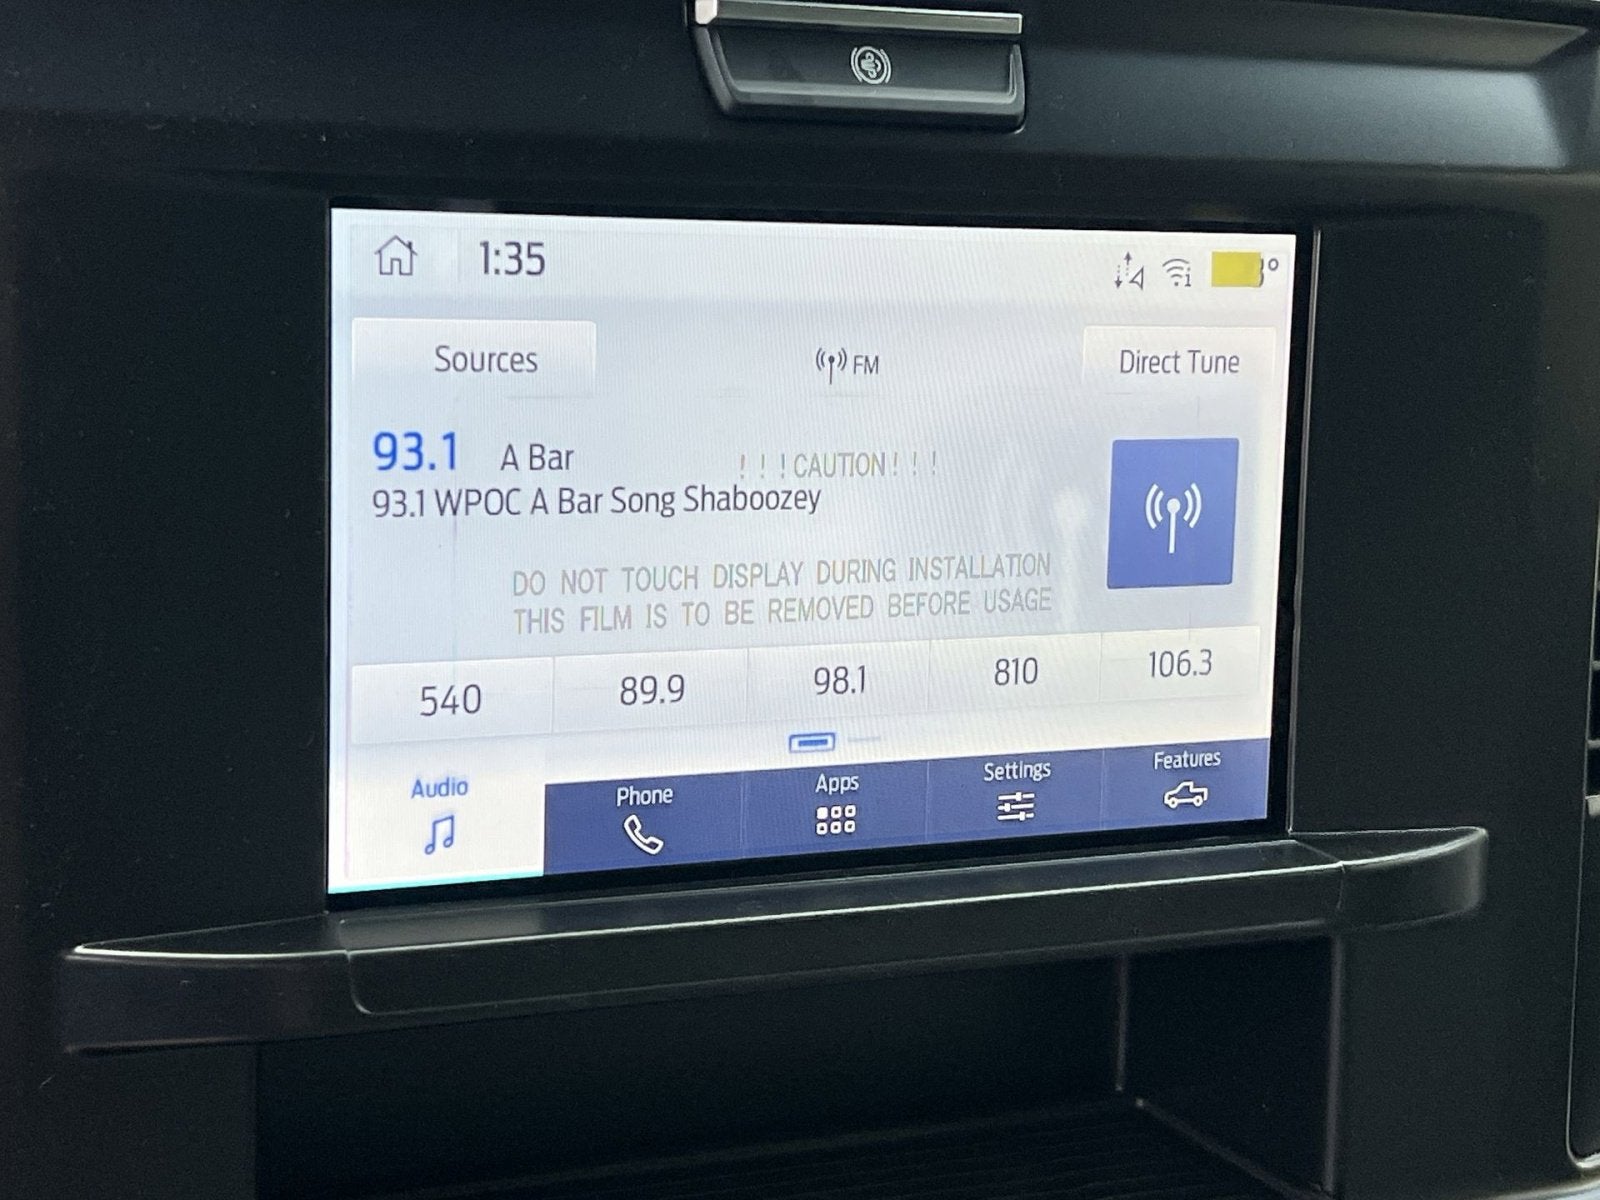 1:35
°
Sources
FM
Direct Tune
93.1 A Bar
! ! ! CAUTION ! ! !
93.1 WPOC A Bar Song Shaboozey
DO NOT TOUCH DISPLAY DURING INSTALLATION
THIS FILM IS TO BE REMOVED BEFORE USAGE
540 89.9 98.1 810 106.3
Audio Phone Apps Settings Features